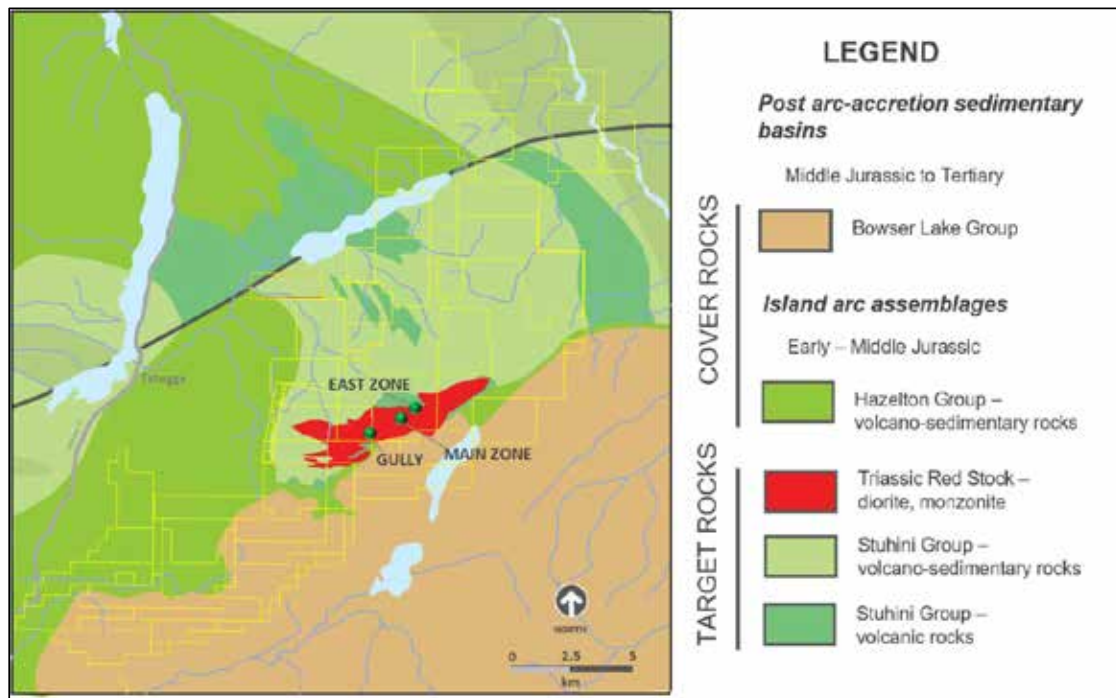 EAST ZONE
GULLY
MAIN ZONE
Tatogga
NORTH
0 2.5 5
km
LEGEND
Post arc-accretion sedimentary
basins
Middle Jurassic to Tertiary
COVER ROCKS
Bowser Lake Group
Island arc assemblages
Early – Middle Jurassic
Hazelton Group –
volcano-sedimentary rocks
TARGET ROCKS
Triassic Red Stock –
diorite, monzonite
Stuhini Group –
volcano-sedimentary rocks
Stuhini Group –
volcanic rocks